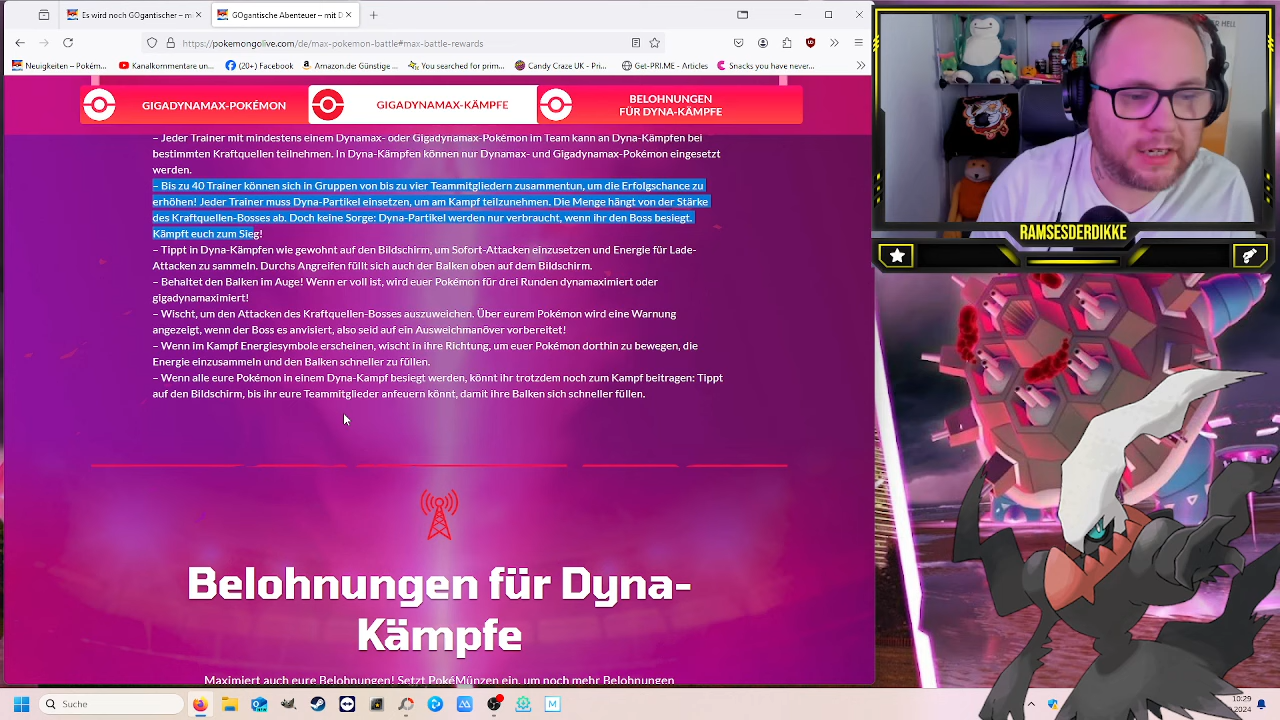 Es wird noch GOgantischer! – mit
GOgantische Abenteuer – mit D
https://pokemongolive.com/de/max-pokemon-battle#max-battle-rewards
Neuigkeiten – Pokém…
Kanalkommentare un…
(3+) Facebook
Amazon.de:Günstige …
You searched for prim…
Candy Craze UK - Pri…
Get-PRI.ME - Articles
Snacks you have never…
GIGADYNAMAX-POKÉMON
GIGADYNAMAX-KÄMPFE
BELOHNUNGEN
FÜR DYNA-KÄMPFE
– Jeder Trainer mit mindestens einem Dynamax- oder Gigadynamax-Pokémon im Team kann an Dyna-Kämpfen bei
bestimmten Kraftquellen teilnehmen. In Dyna-Kämpfen können nur Dynamax- und Gigadynamax-Pokémon eingesetzt
werden.
– Bis zu 40 Trainer können sich in Gruppen von bis zu vier Teammitgliedern zusammentun, um die Erfolgschance zu
erhöhen! Jeder Trainer muss Dyna-Partikel einsetzen, um am Kampf teilzunehmen. Die Menge hängt von der Stärke
des Kraftquellen-Bosses ab. Doch keine Sorge: Dyna-Partikel werden nur verbraucht, wenn ihr den Boss besiegt.
Kämpft euch zum Sieg!
– Tippt in Dyna-Kämpfen wie gewohnt auf euren Bildschirm, um Sofort-Attacken einzusetzen und Energie für Lade-
Attacken zu sammeln. Durchs Angreifen füllt sich auch der Balken oben auf dem Bildschirm.
– Behaltet den Balken im Auge! Wenn er voll ist, wird euer Pokémon für drei Runden dynamaximiert oder
gigadynamaximiert!
– Wischt, um den Attacken des Kraftquellen-Bosses auszuweichen. Über eurem Pokémon wird eine Warnung
angezeigt, wenn der Boss es anvisiert, also seid auf ein Ausweichmanöver vorbereitet!
– Wenn im Kampf Energiesymbole erscheinen, wischt in ihre Richtung, um euer Pokémon dorthin zu bewegen, die
Energie einzusammeln und den Balken schneller zu füllen.
– Wenn alle eure Pokémon in einem Dyna-Kampf besiegt werden, könnt ihr trotzdem noch zum Kampf beitragen: Tippt
auf den Bildschirm, bis ihr eure Teammitglieder anfeuern könnt, damit ihre Balken sich schneller füllen.
Belohnungen für Dyna-
Kämpfe
Maximiert auch eure Belohnungen! Setzt PokéMünzen ein, um noch mehr Belohnungen
RAMSESDERDIKKE
Suche
10:29
2024